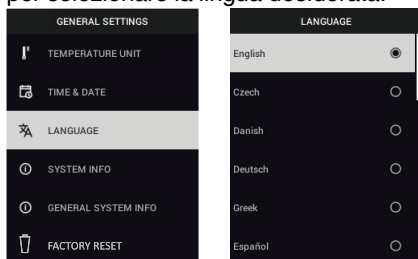 per selezionare la lingua desiderata.
GENERAL SETTINGS
TEMPERATURE UNIT
TIME & DATE
LANGUAGE
SYSTEM INFO
GENERAL SYSTEM INFO
FACTORY RESET
LANGUAGE
English
Czech
Danish
Deutsch
Greek
Español